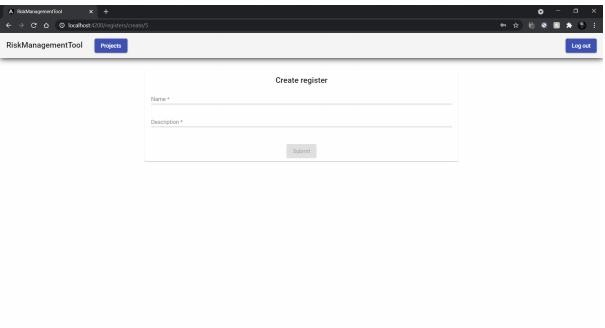 RiskManagementTool
localhost:4200/registers/create/5
RiskManagementTool Projects Log out
Create register
Name *
Description *
Submit